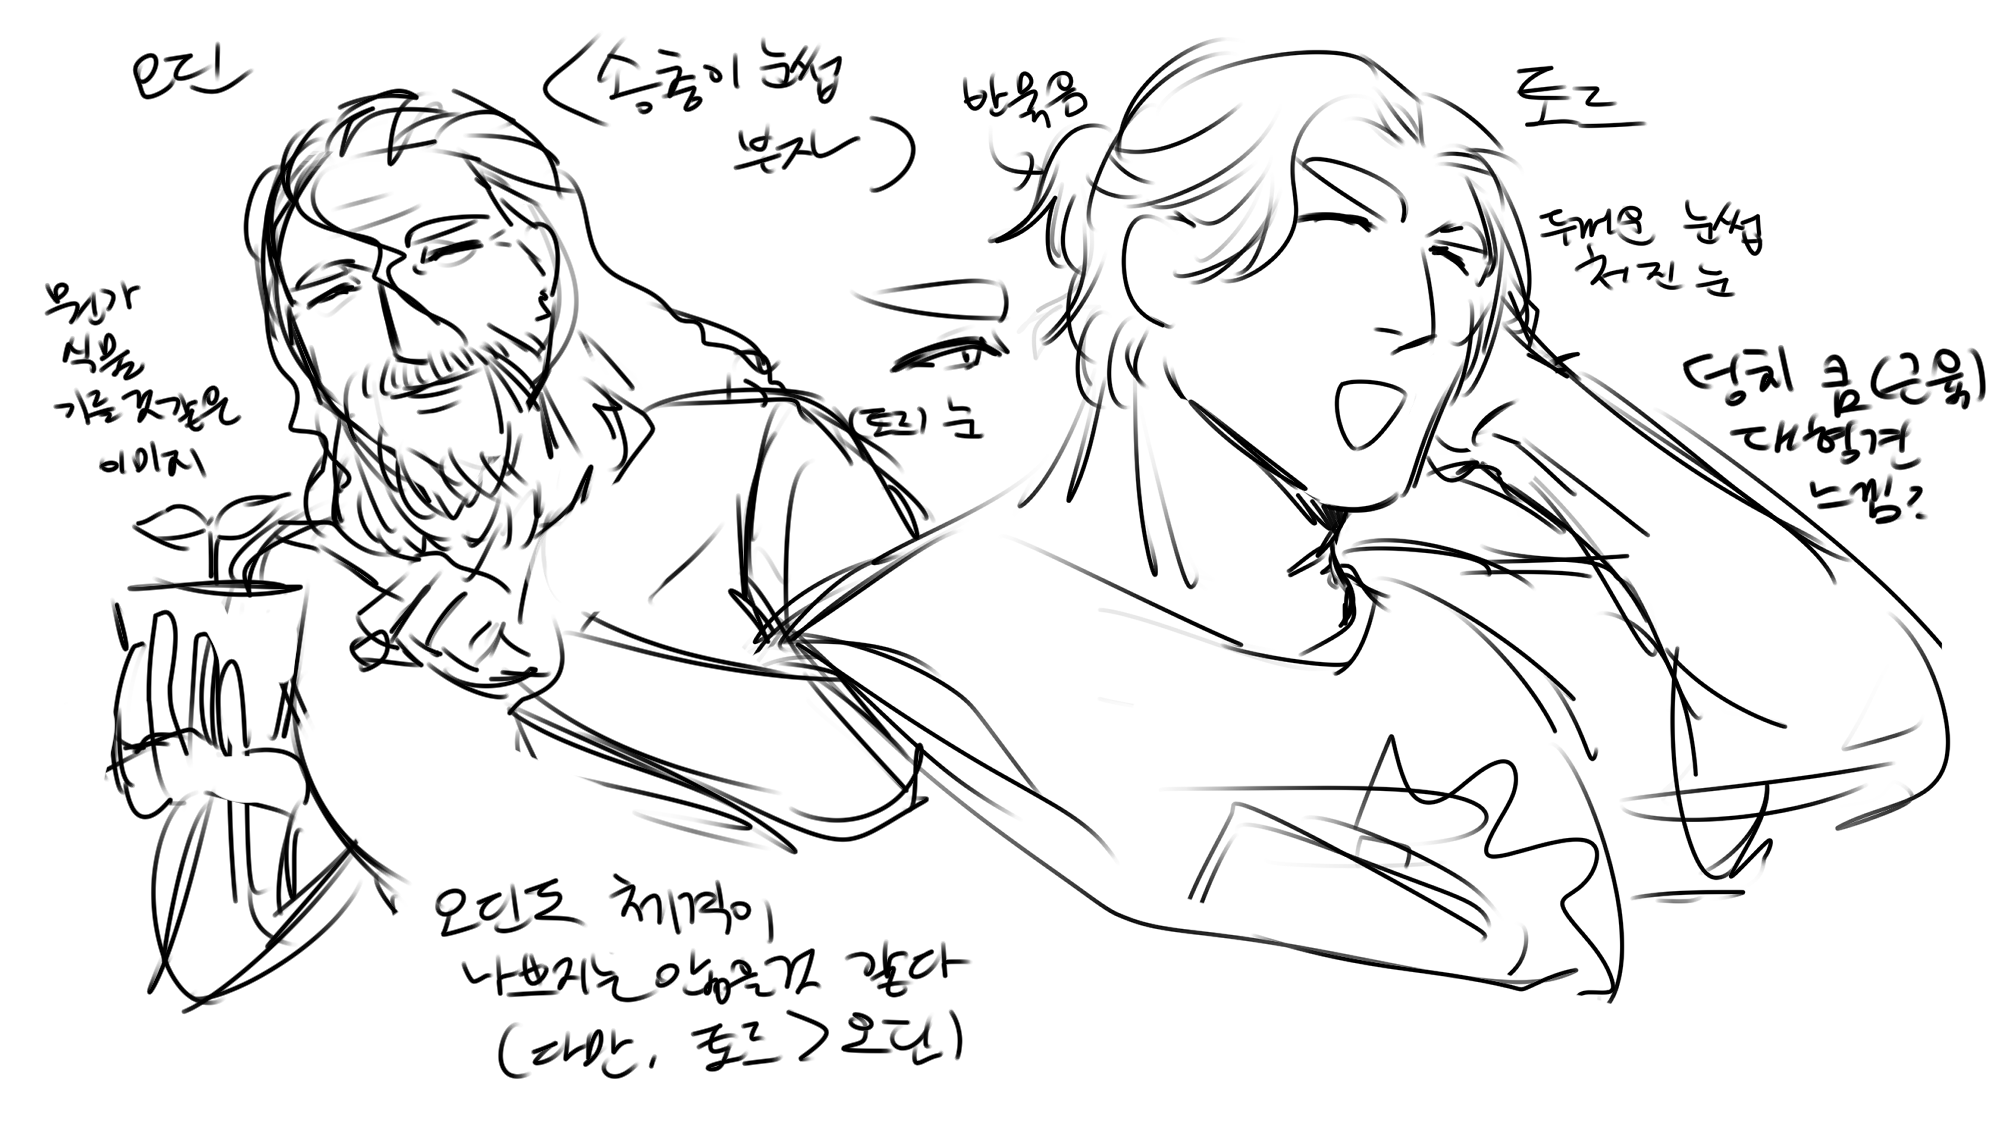 오딘
〈송충이 눈썹
부자〉
뭔가
식물
기를것같은
이미지
반묶음
토르
두꺼운 눈썹
처진 눈
(토리 눈
덩치 큼(근육)
대형견
느낌?
오딘도 체격이
나쁘지는 않을것 같다
(다만, 토르>오딘)